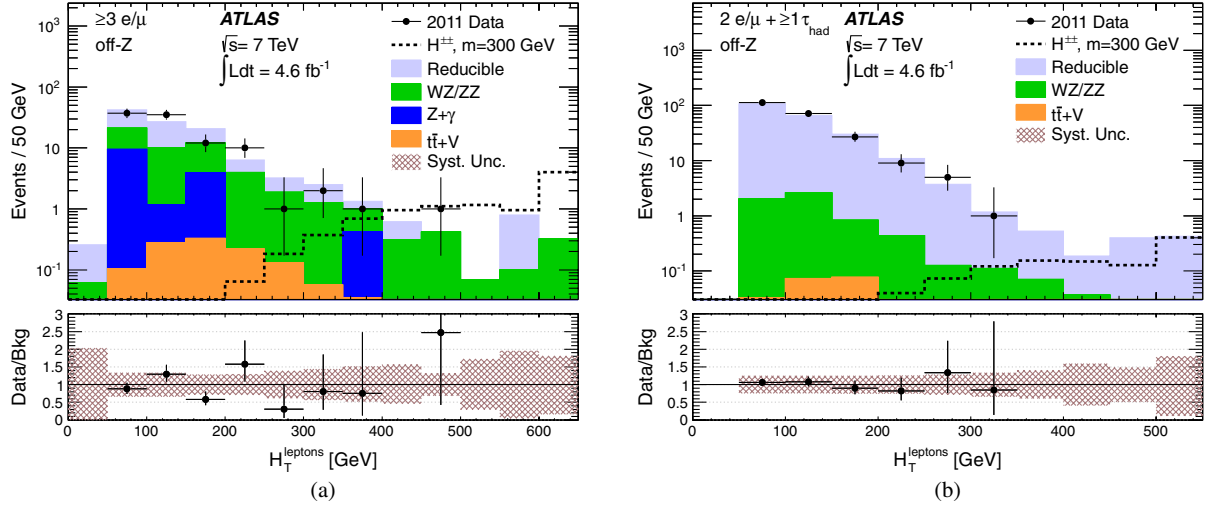 ≥3 e/μ
off-Z
ATLAS
√s= 7 TeV
∫Ldt = 4.6 fb⁻¹
2011 Data
H±±, m=300 GeV
Reducible
WZ/ZZ
Z+γ
tt̄+V
Syst. Unc.
Events / 50 GeV
10³
10²
10
1
10⁻¹
Data/Bkg
3
2.5
2
1.5
1
0.5
0
0 100 200 300 400 500 600
H_T^leptons [GeV]
(a)
2 e/μ + ≥1τ_had
off-Z
ATLAS
√s= 7 TeV
∫Ldt = 4.6 fb⁻¹
2011 Data
H±±, m=300 GeV
Reducible
WZ/ZZ
tt̄+V
Syst. Unc.
Events / 50 GeV
10³
10²
10
1
10⁻¹
Data/Bkg
3
2.5
2
1.5
1
0.5
0
0 100 200 300 400 500
H_T^leptons [GeV]
(b)